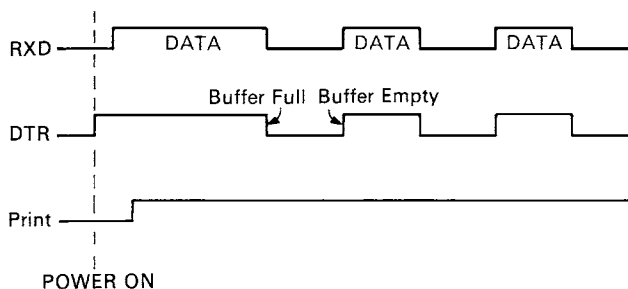 RXD DATA DATA DATA
Buffer Full Buffer Empty
DTR
Print
POWER ON